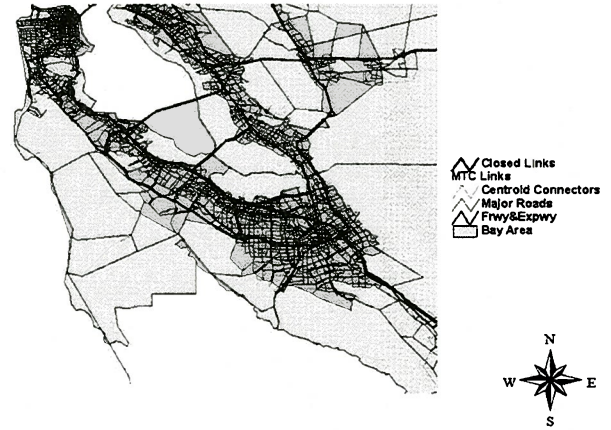 Closed Links
MTC Links
Centroid Connectors
Major Roads
Frwy&Expwy
Bay Area
N
W E
S